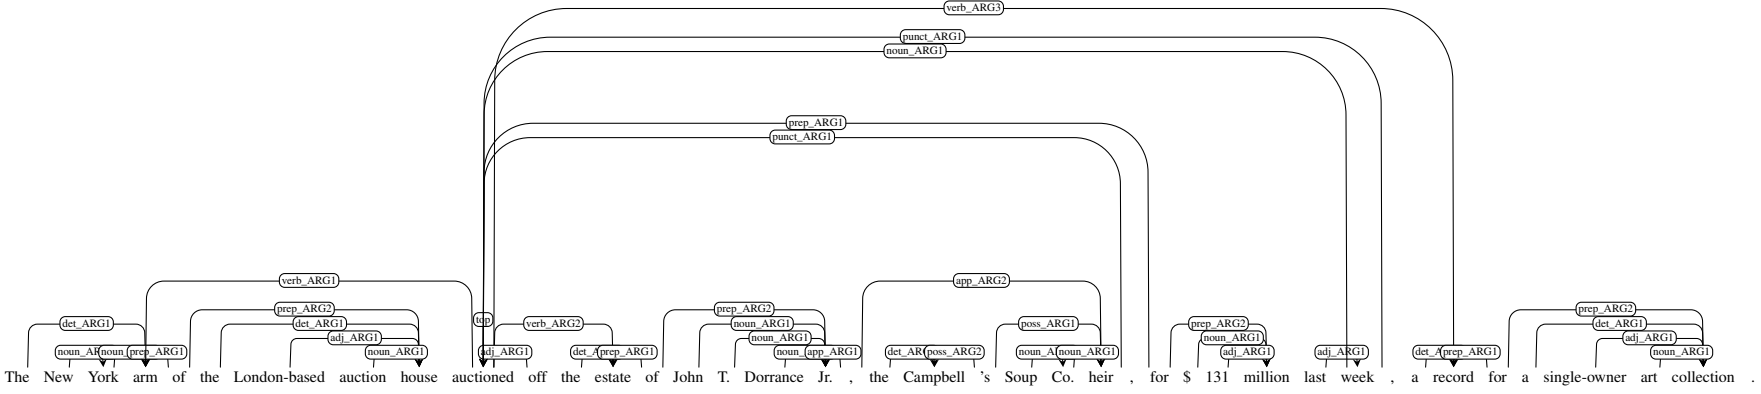 verb_ARG3
punct_ARG1
noun_ARG1
prep_ARG1
punct_ARG1
verb_ARG1 app_ARG2
prep_ARG2 prep_ARG2 prep_ARG2
top
det_ARG1 det_ARG1 verb_ARG2 noun_ARG1 poss_ARG1 prep_ARG2 det_ARG1
adj_ARG1 noun_ARG1 noun_ARG1 adj_ARG1
prep_ARG1 noun_ARG1 adj_ARG1 prep_ARG1 app_ARG1 poss_ARG2 noun_ARG1 adj_ARG1 adj_ARG1 prep_ARG1 noun_ARG1
The New York arm of the London-based auction house auctioned off the estate of John T. Dorrance Jr. , the Campbell 's Soup Co. heir , for $ 131 million last week , a record for a single-owner art collection .